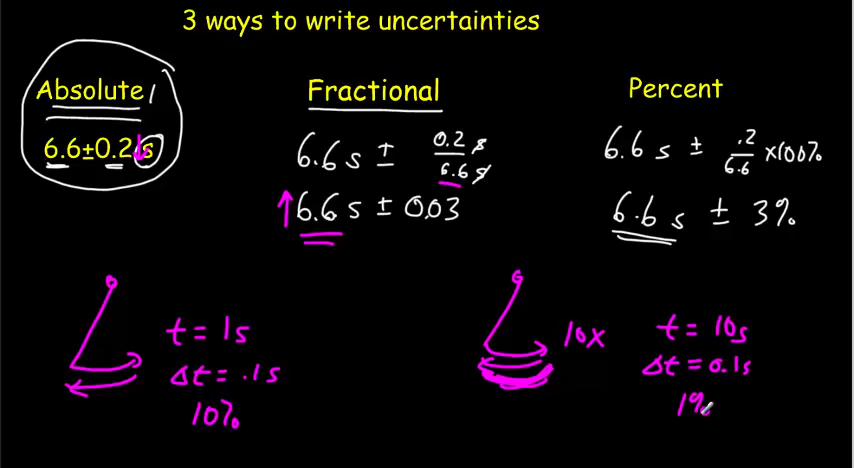 3 ways to write uncertainties
Absolute
6.6±0.2 s
Fractional
6.6 s ± 0.2 s / 6.6 s
6.6 s ± 0.03
Percent
6.6 s ± .2 / 6.6 x100%
6.6 s ± 3%
t = 1s
Δt = .1s
10%
10x
t = 10s
Δt = 0.1s
1%